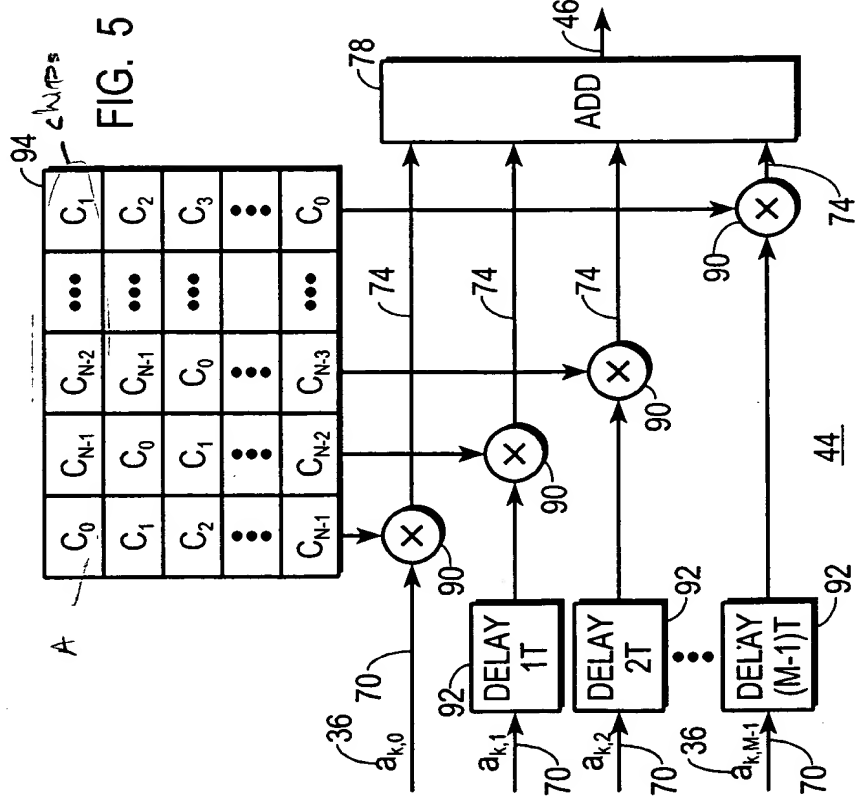 94 chips
FIG. 5
C0 CN-1 CN-2 ••• C1
C1 C0 CN-1 ••• C2
C2 C1 C0 ••• C3
••• ••• ••• •••
CN-1 CN-2 CN-3 ••• C0
A
78
ADD
46
74
74
74
74
90
90
90
90
36
ak,0
70
92
DELAY
1T
ak,1
70
92
DELAY
2T
ak,2
70
•••
92
DELAY
(M-1)T
36
ak,M-1
70
44